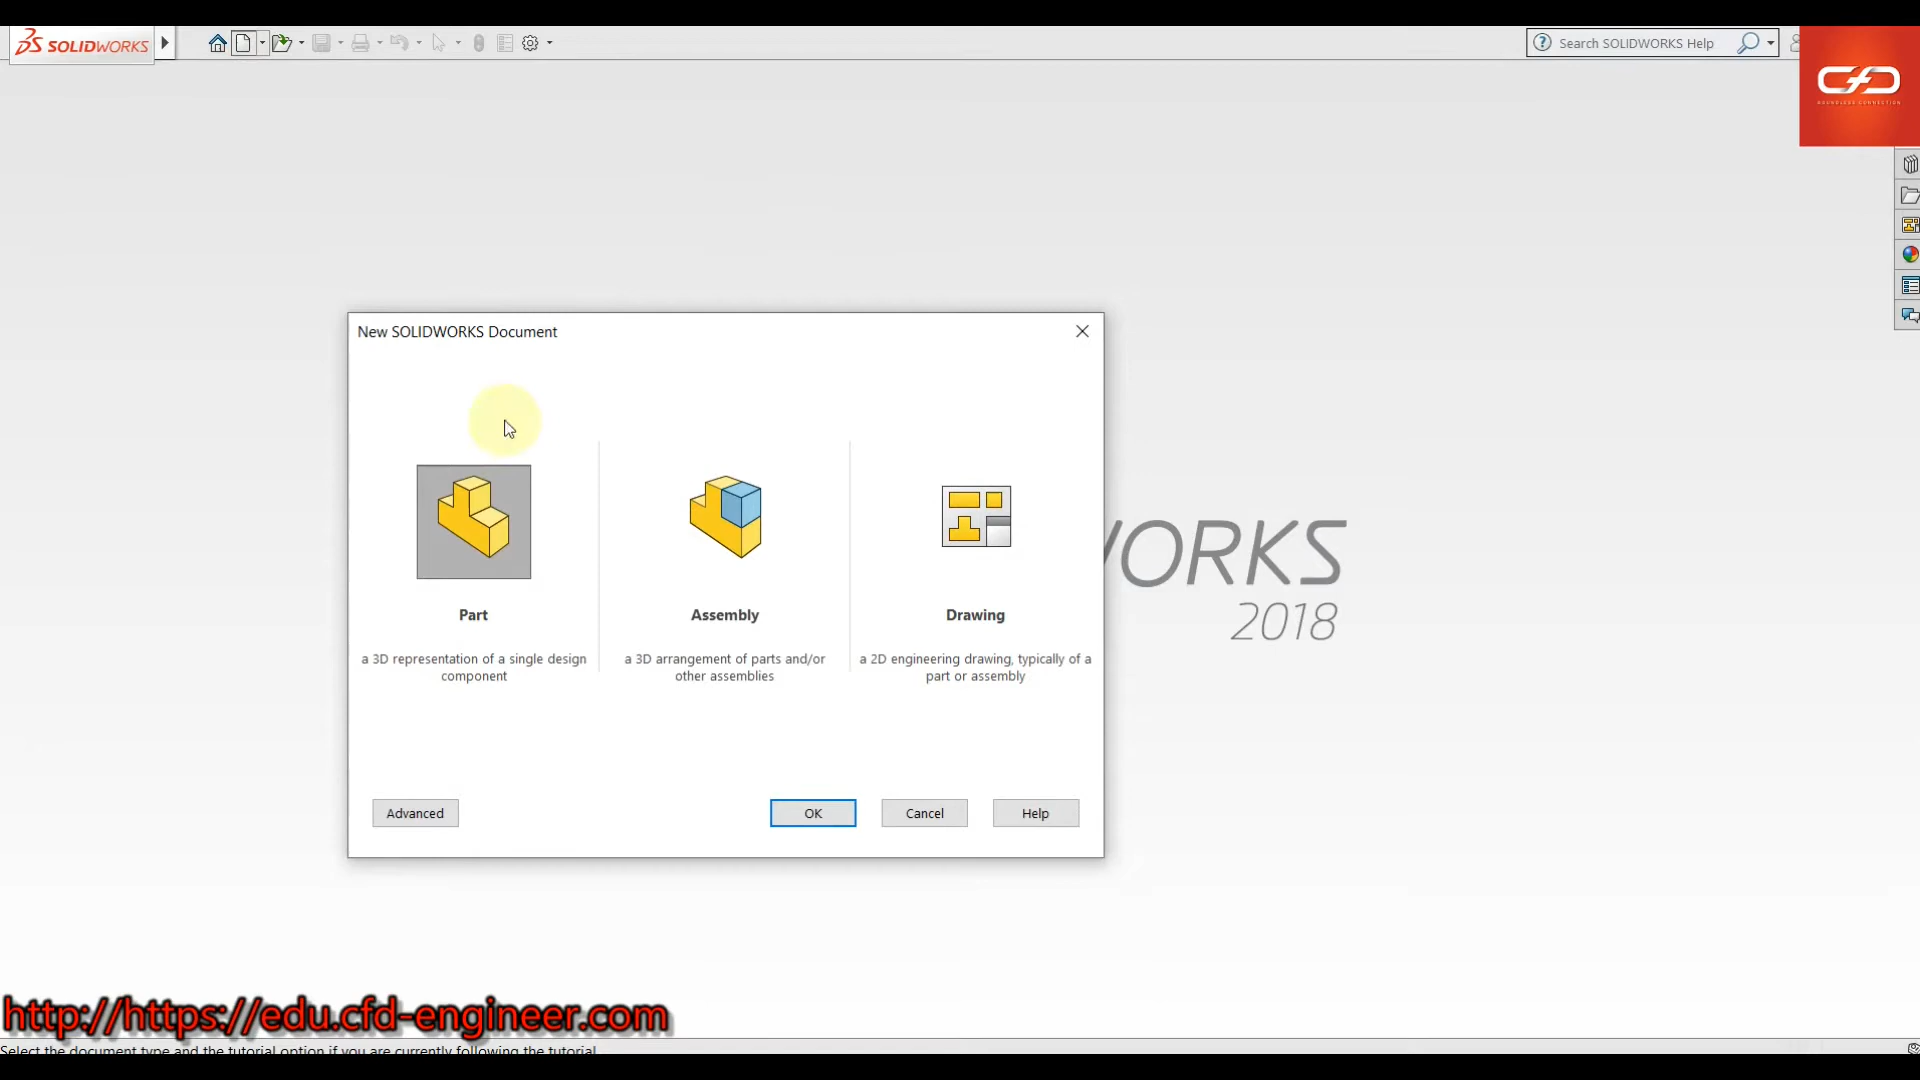 SOLIDWORKS
Search SOLIDWORKS Help
CFD
New SOLIDWORKS Document
Part
a 3D representation of a single design
component
Assembly
a 3D arrangement of parts and/or
other assemblies
Drawing
a 2D engineering drawing, typically of a
part or assembly
WORKS
2018
Advanced
OK
Cancel
Help
http://https://edu.cfd-engineer.com
Select the document type and the tutorial option if you are currently following the tutorial